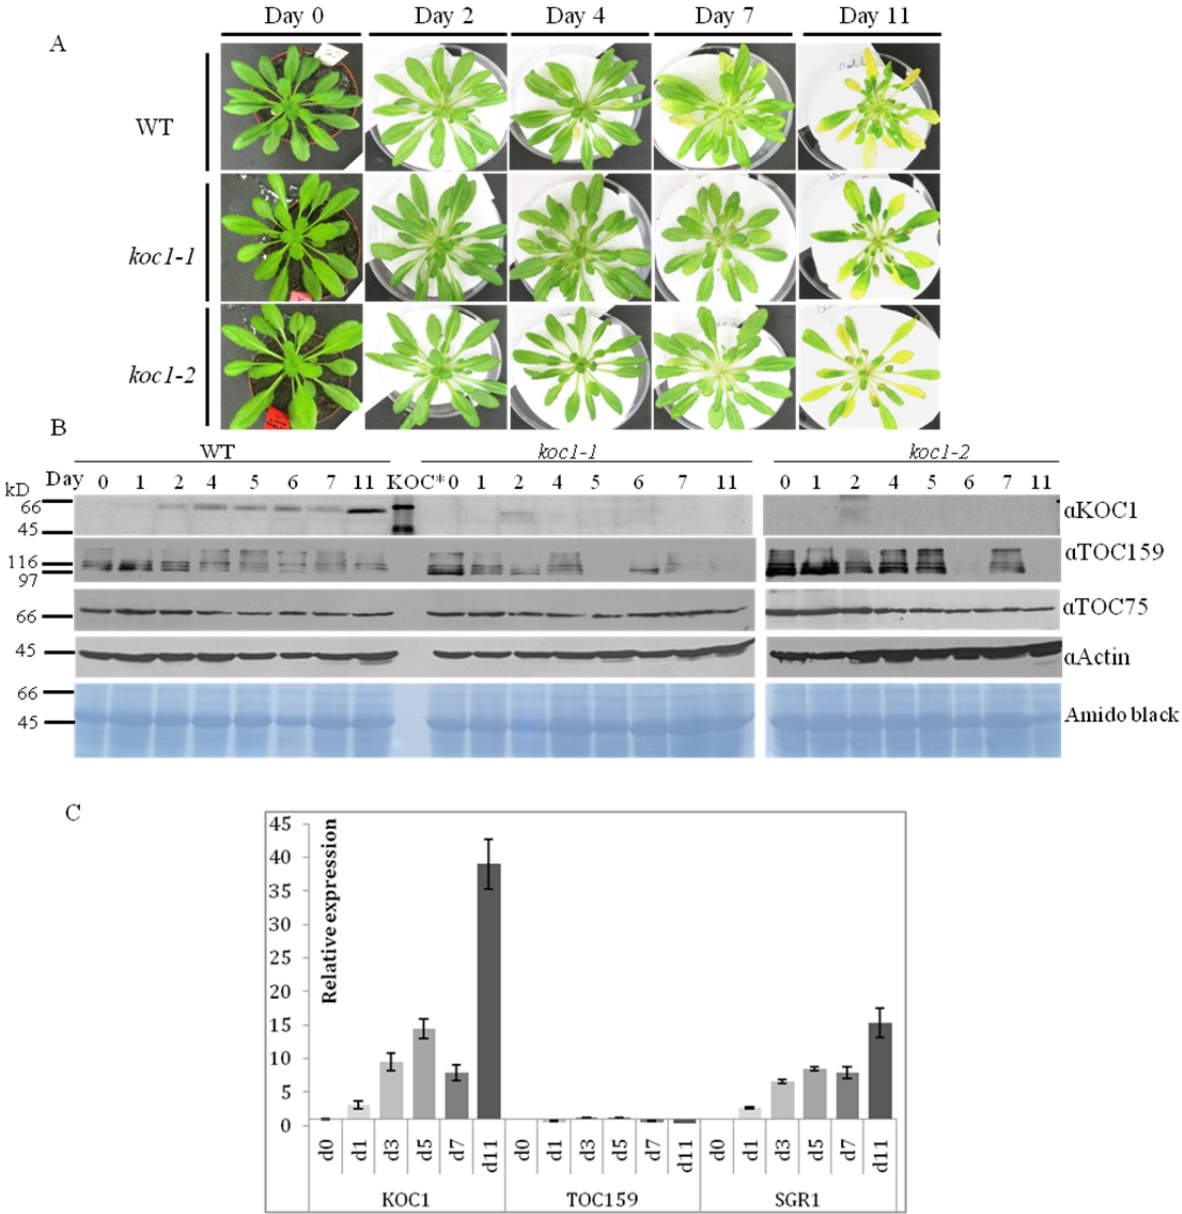 Day 0 Day 2 Day 4 Day 7 Day 11
A
WT
koc1-1
koc1-2
B
WT koc1-1 koc1-2
kD Day 0 1 2 4 5 6 7 11 KOC* 0 1 2 4 5 6 7 11 0 1 2 4 5 6 7 11
66
45
αKOC1
116
97
αTOC159
66
αTOC75
45
αActin
66
45
Amido black
C
Relative expression
45
40
35
30
25
20
15
10
5
0
d0 d1 d3 d5 d7 d11 d0 d1 d3 d5 d7 d11 d0 d1 d3 d5 d7 d11
KOC1 TOC159 SGR1